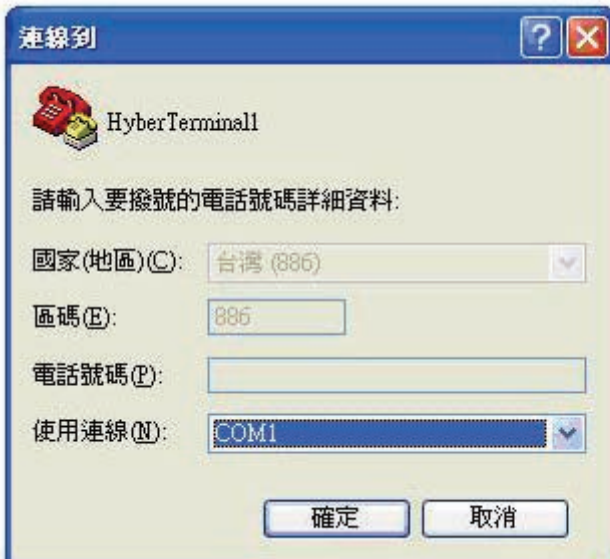 連線到
HyberTerminal1
請輸入要撥號的電話號碼詳細資料:
國家(地區)(C): 台灣 (886)
區碼(E): 886
電話號碼(P):
使用連線(N): COM1
確定 取消